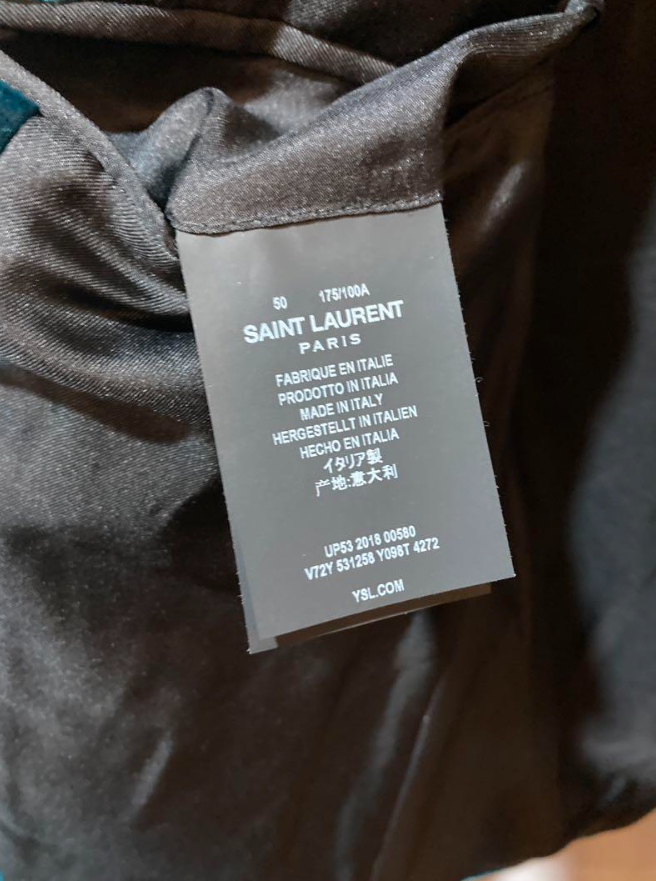 50 175/100A
SAINT LAURENT
PARIS
FABRIQUE EN ITALIE
PRODOTTO IN ITALIA
MADE IN ITALY
HERGESTELLT IN ITALIEN
HECHO EN ITALIA
イタリア製
产地:意大利
UP53 2018 00580
V72Y 531258 Y098T 4272
YSL.COM